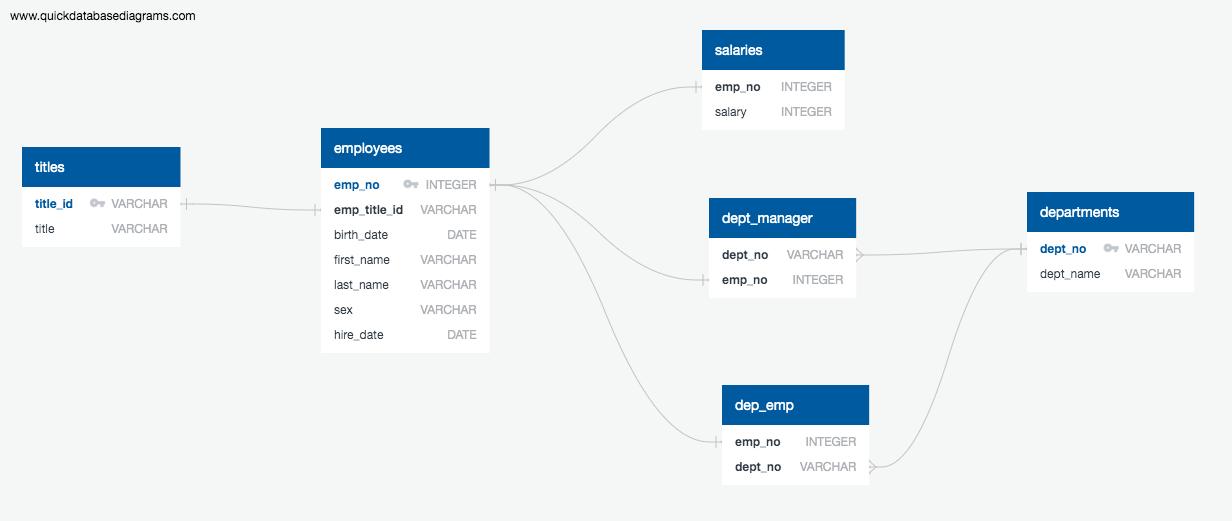 www.quickdatabasediagrams.com
titles
title_id VARCHAR
title VARCHAR
employees
emp_no INTEGER
emp_title_id VARCHAR
birth_date DATE
first_name VARCHAR
last_name VARCHAR
sex VARCHAR
hire_date DATE
salaries
emp_no INTEGER
salary INTEGER
dept_manager
dept_no VARCHAR
emp_no INTEGER
dep_emp
emp_no INTEGER
dept_no VARCHAR
departments
dept_no VARCHAR
dept_name VARCHAR